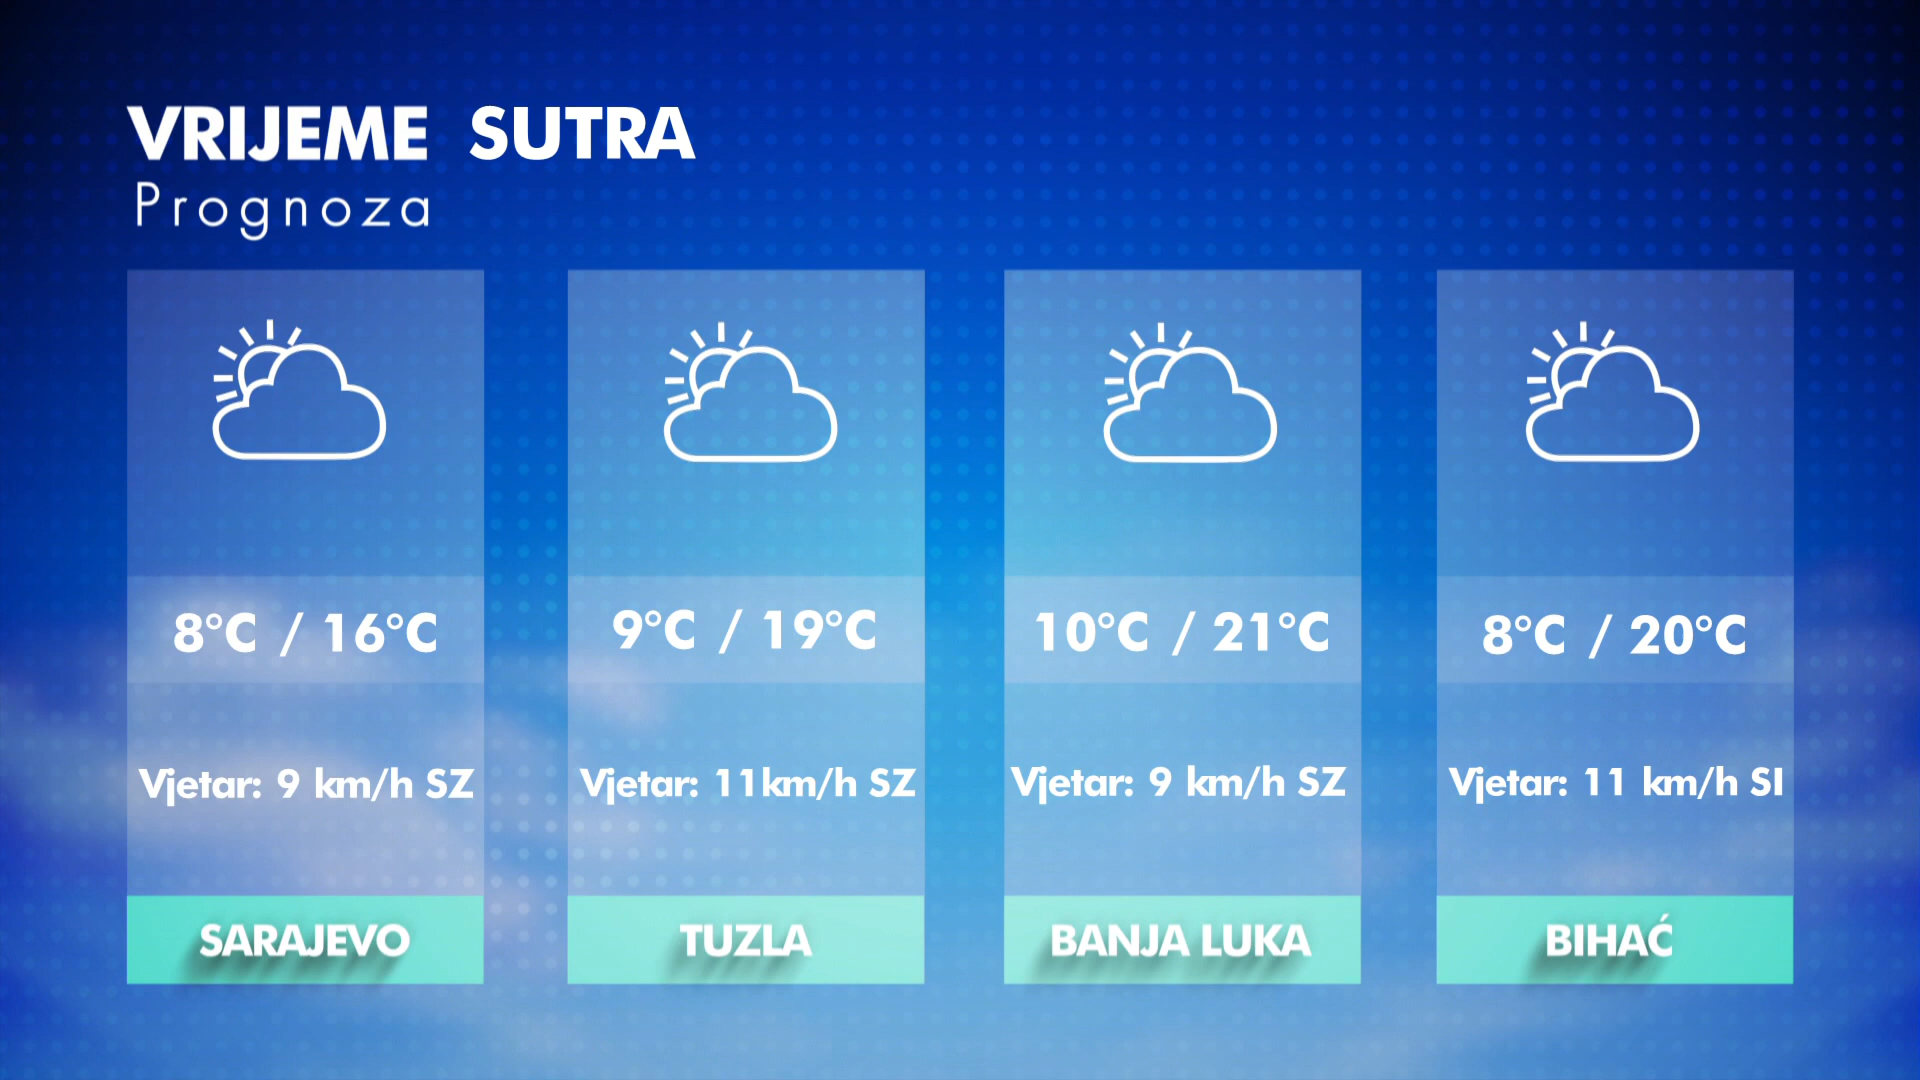 VRIJEME SUTRA
Prognoza
8°C / 16°C
Vjetar: 9 km/h SZ
SARAJEVO
9°C / 19°C
Vjetar: 11km/h SZ
TUZLA
10°C / 21°C
Vjetar: 9 km/h SZ
BANJA LUKA
8°C / 20°C
Vjetar: 11 km/h SI
BIHAĆ